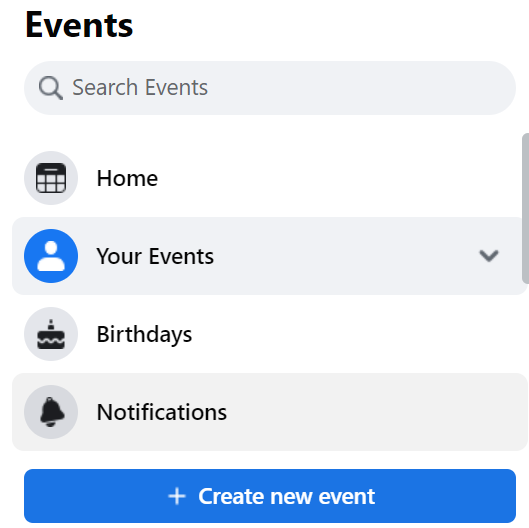 Events
Search Events
Home
Your Events
Birthdays
Notifications
+ Create new event